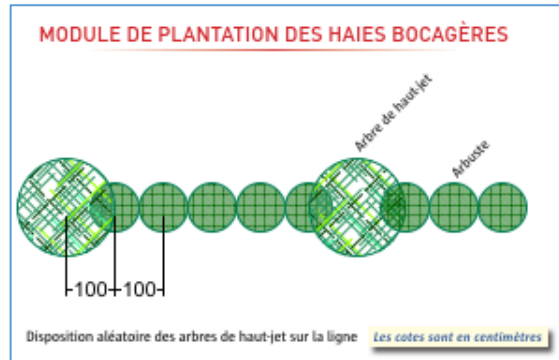 MODULE DE PLANTATION DES HAIES BOCAGÈRES
Arbre de haut-jet
Arbuste
100 100
Disposition aléatoire des arbres de haut-jet sur la ligne
Les cotes sont en centimètres